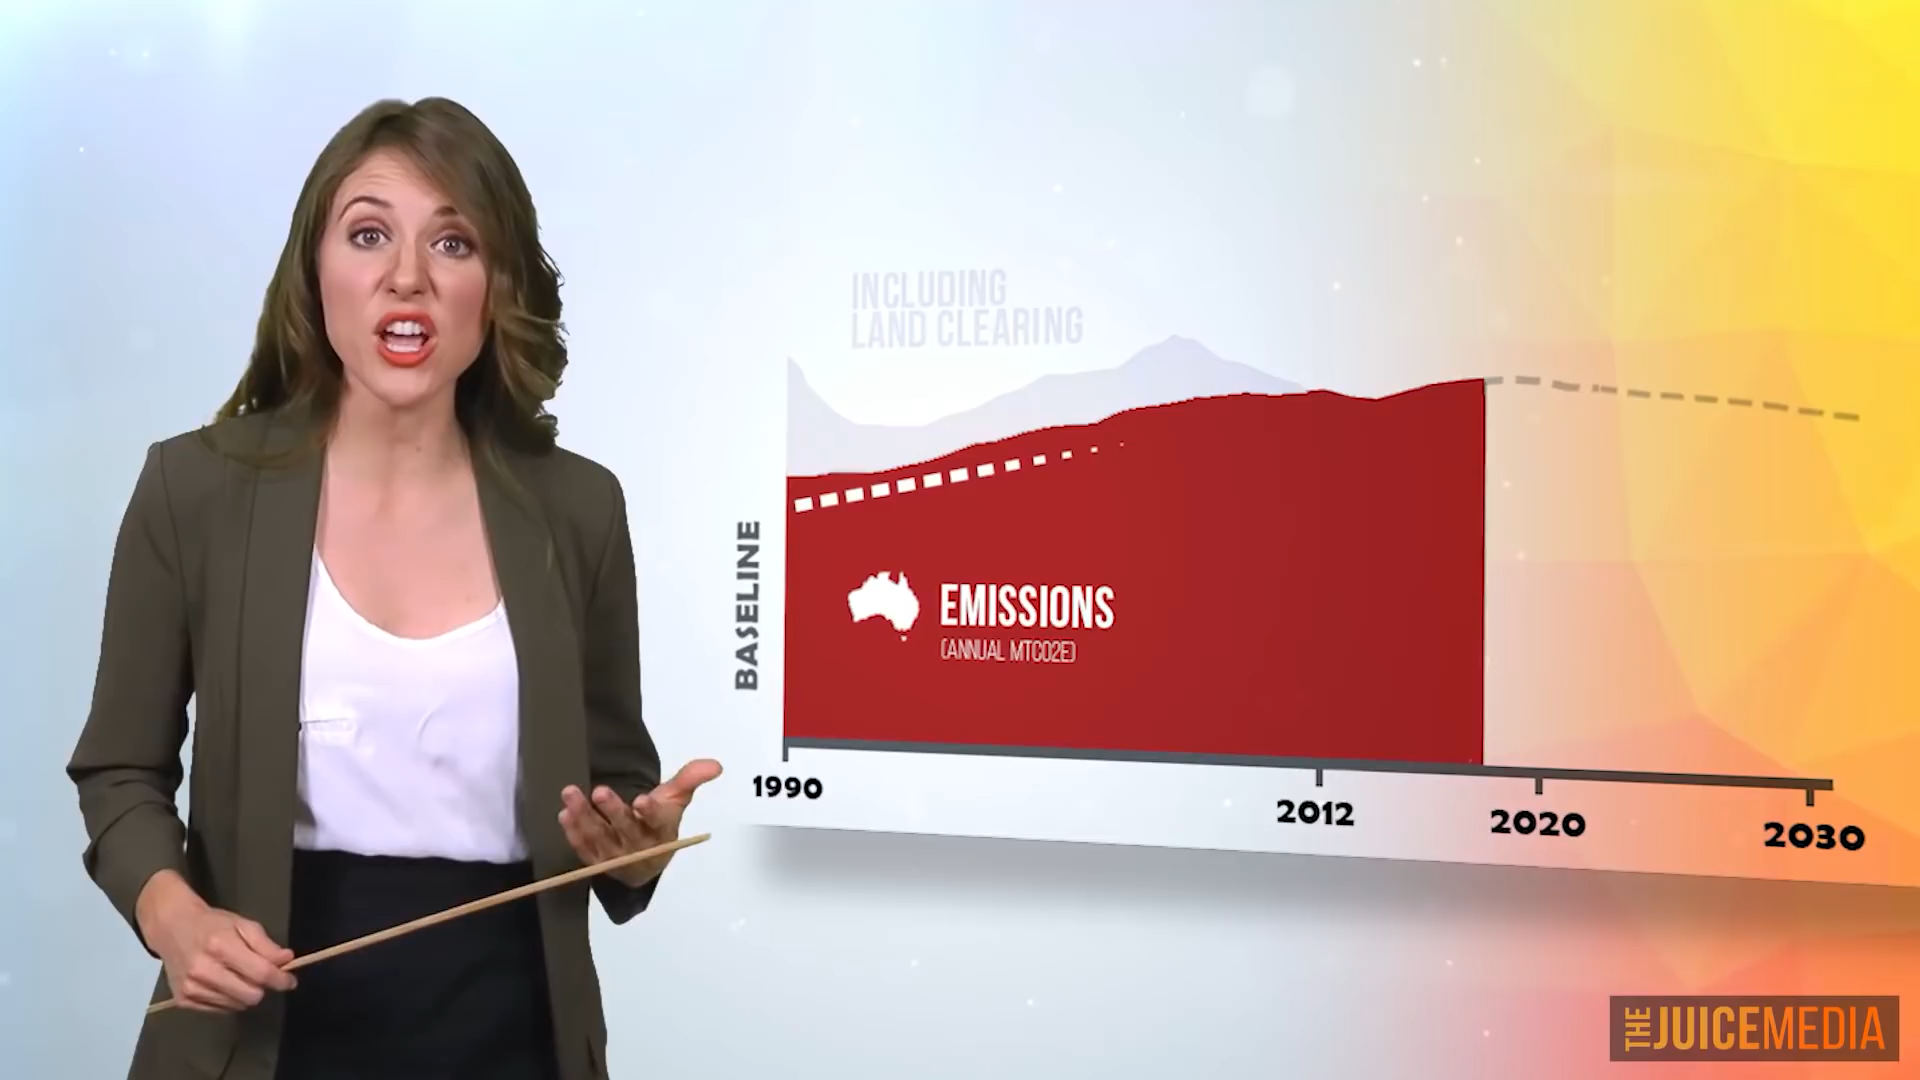 INCLUDING
LAND CLEARING
BASELINE
EMISSIONS
(ANNUAL MTCO2E)
1990
2012
2020
2030
THE JUICEMEDIA